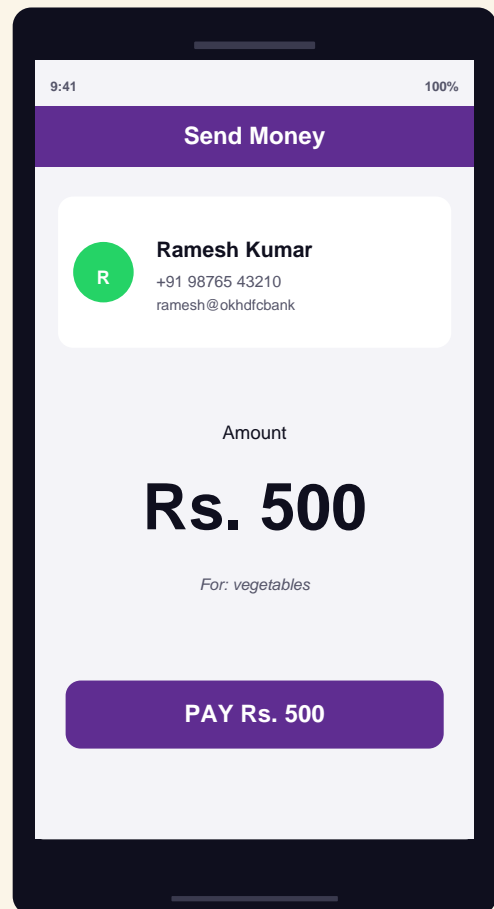 9:41 100%
Send Money
R
Ramesh Kumar
+91 98765 43210
ramesh@okhdfcbank
Amount
Rs. 500
For: vegetables
PAY Rs. 500